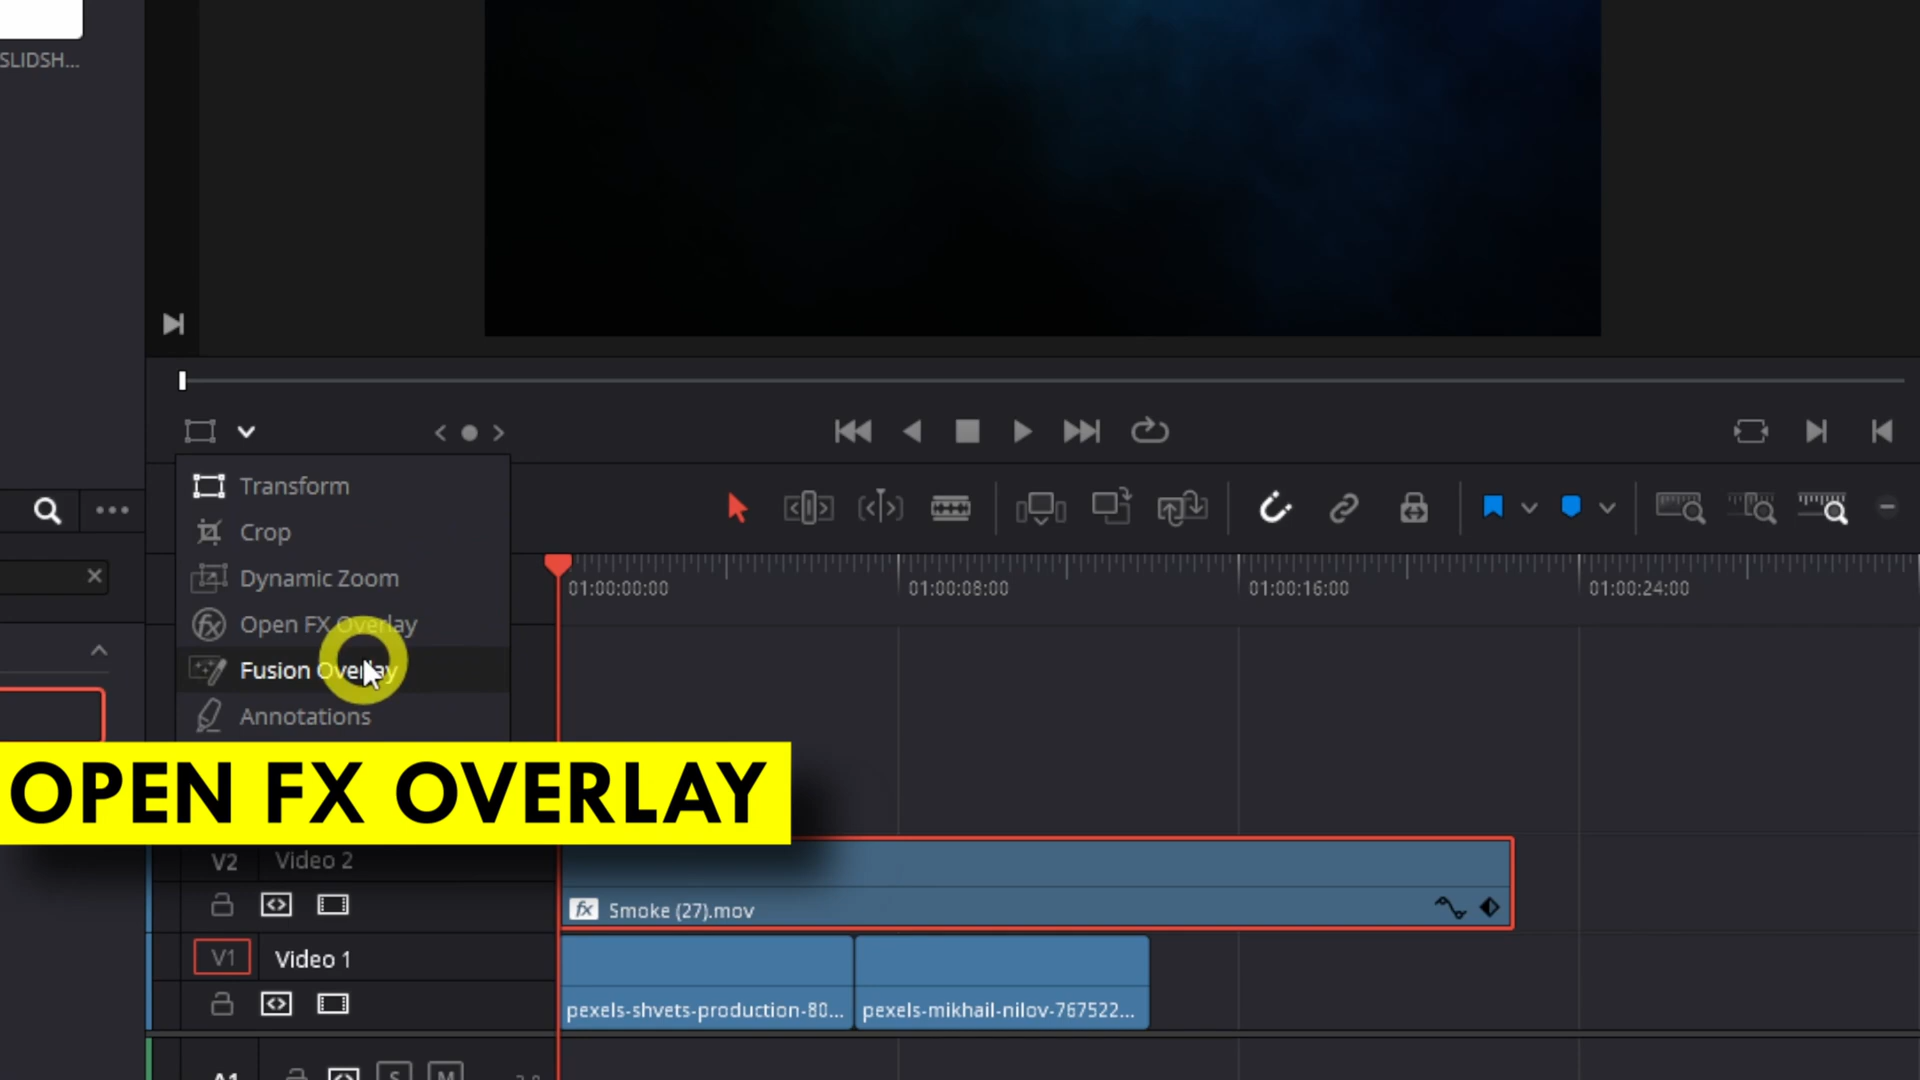 SLIDSH...
Transform
Crop
Dynamic Zoom
Open FX Overlay
Fusion Overlay
Annotations
01:00:00:00
01:00:08:00
01:00:16:00
01:00:24:00
OPEN FX OVERLAY
V2 Video 2
fx Smoke (27).mov
V1 Video 1
pexels-shvets-production-80...
pexels-mikhail-nilov-767522...
A1 S M